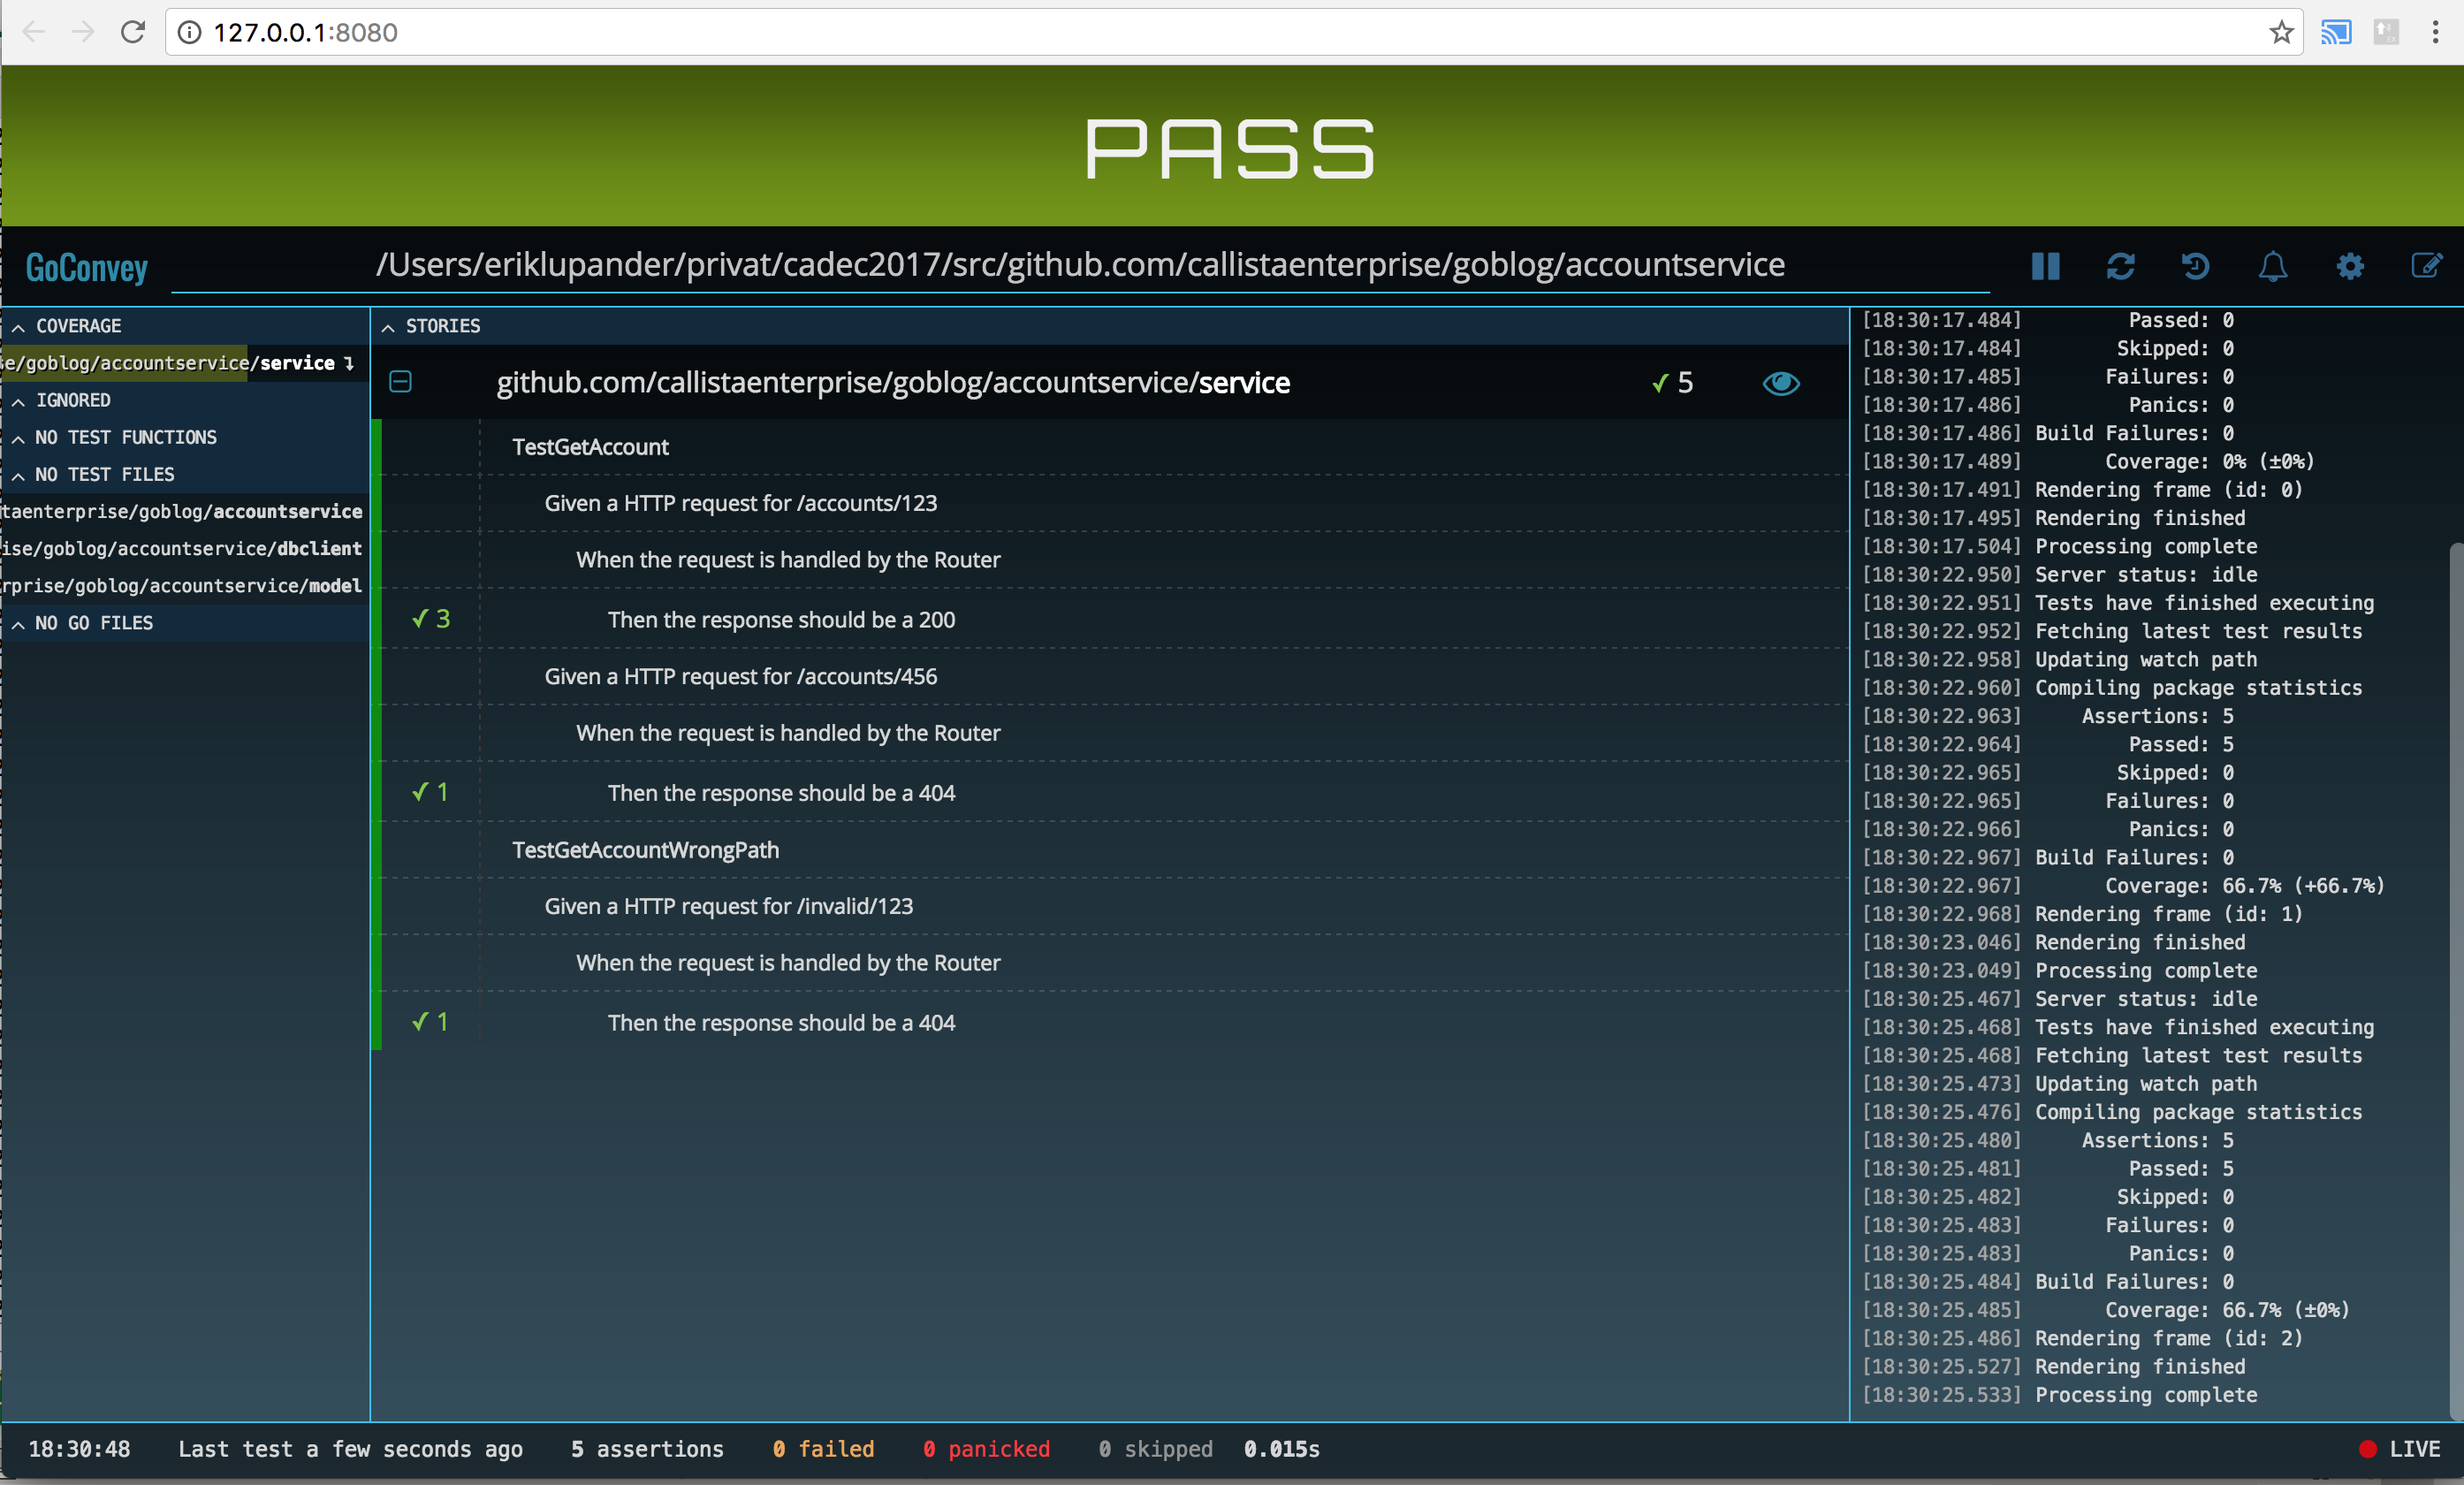 127.0.0.1:8080
PASS
GoConvey
/Users/eriklupander/privat/cadec2017/src/github.com/callistaenterprise/goblog/accountservice
COVERAGE
se/goblog/accountservice/service
IGNORED
NO TEST FUNCTIONS
NO TEST FILES
taenterprise/goblog/accountservice
ise/goblog/accountservice/dbclient
rprise/goblog/accountservice/model
NO GO FILES
STORIES
github.com/callistaenterprise/goblog/accountservice/service ✓ 5
TestGetAccount
Given a HTTP request for /accounts/123
When the request is handled by the Router
✓ 3 Then the response should be a 200
Given a HTTP request for /accounts/456
When the request is handled by the Router
✓ 1 Then the response should be a 404
TestGetAccountWrongPath
Given a HTTP request for /invalid/123
When the request is handled by the Router
✓ 1 Then the response should be a 404
[18:30:17.484] Passed: 0
[18:30:17.484] Skipped: 0
[18:30:17.485] Failures: 0
[18:30:17.486] Panics: 0
[18:30:17.486] Build Failures: 0
[18:30:17.489] Coverage: 0% (±0%)
[18:30:17.491] Rendering frame (id: 0)
[18:30:17.495] Rendering finished
[18:30:17.504] Processing complete
[18:30:22.950] Server status: idle
[18:30:22.951] Tests have finished executing
[18:30:22.952] Fetching latest test results
[18:30:22.958] Updating watch path
[18:30:22.960] Compiling package statistics
[18:30:22.963] Assertions: 5
[18:30:22.964] Passed: 5
[18:30:22.965] Skipped: 0
[18:30:22.965] Failures: 0
[18:30:22.966] Panics: 0
[18:30:22.967] Build Failures: 0
[18:30:22.967] Coverage: 66.7% (+66.7%)
[18:30:22.968] Rendering frame (id: 1)
[18:30:23.046] Rendering finished
[18:30:23.049] Processing complete
[18:30:25.467] Server status: idle
[18:30:25.468] Tests have finished executing
[18:30:25.468] Fetching latest test results
[18:30:25.473] Updating watch path
[18:30:25.476] Compiling package statistics
[18:30:25.480] Assertions: 5
[18:30:25.481] Passed: 5
[18:30:25.482] Skipped: 0
[18:30:25.483] Failures: 0
[18:30:25.483] Panics: 0
[18:30:25.484] Build Failures: 0
[18:30:25.485] Coverage: 66.7% (±0%)
[18:30:25.486] Rendering frame (id: 2)
[18:30:25.527] Rendering finished
[18:30:25.533] Processing complete
18:30:48 Last test a few seconds ago 5 assertions 0 failed 0 panicked 0 skipped 0.015s LIVE